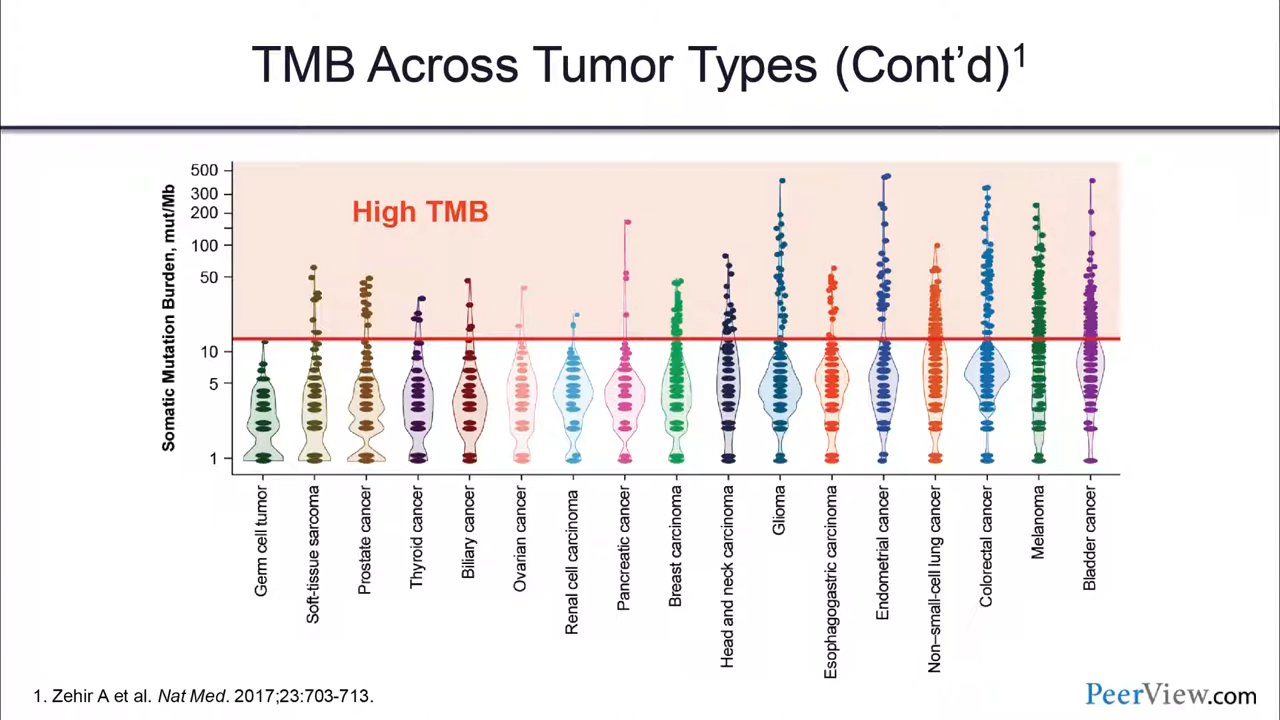 TMB Across Tumor Types (Cont’d)1
Somatic Mutation Burden, mut/Mb
500
300
200
100
50
10
5
1
High TMB
Germ cell tumor
Soft-tissue sarcoma
Prostate cancer
Thyroid cancer
Biliary cancer
Ovarian cancer
Renal cell carcinoma
Pancreatic cancer
Breast carcinoma
Head and neck carcinoma
Glioma
Esophagogastric carcinoma
Endometrial cancer
Non–small-cell lung cancer
Colorectal cancer
Melanoma
Bladder cancer
1. Zehir A et al. Nat Med. 2017;23:703-713.
PeerView.com